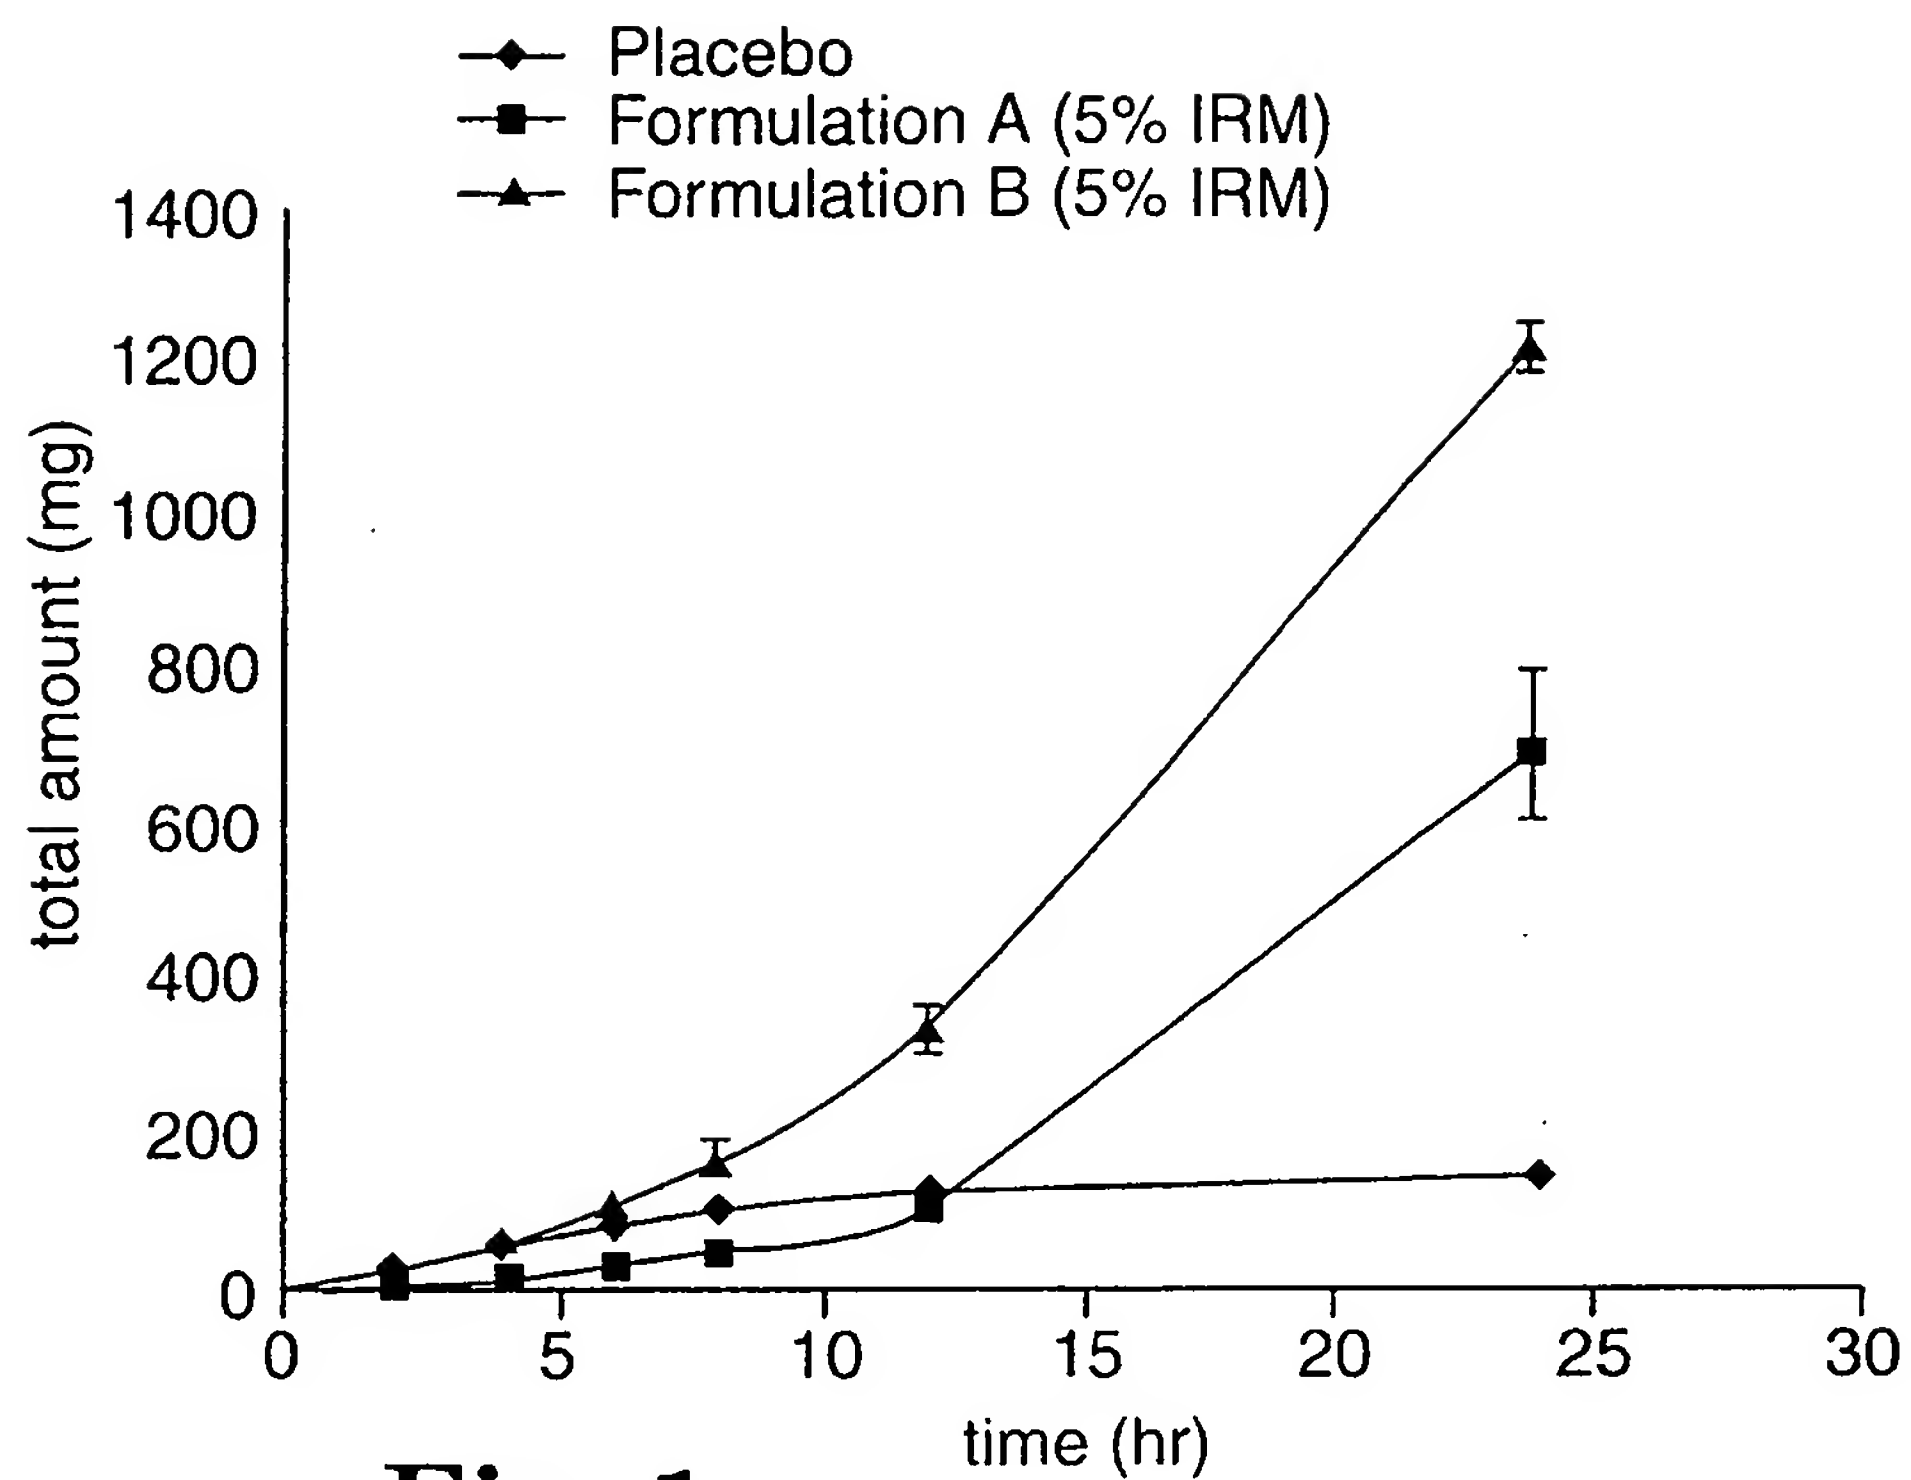 Placebo
Formulation A (5% IRM)
Formulation B (5% IRM)
1400
1200
1000
800
600
400
200
0
total amount (mg)
0 5 10 15 20 25 30
time (hr)